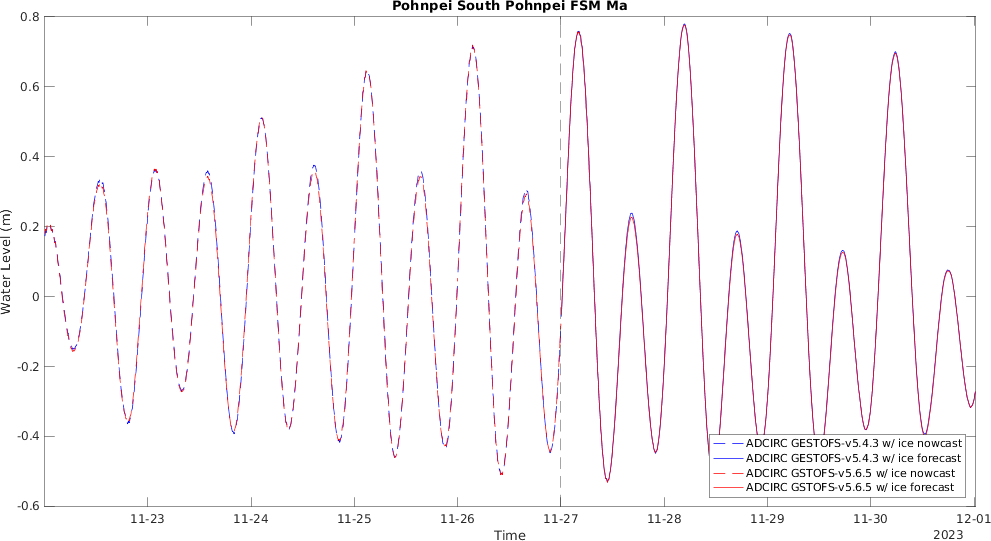 Pohnpei South Pohnpei FSM Ma
0.8
0.6
0.4
0.2
0
-0.2
-0.4
-0.6
Water Level (m)
11-23 11-24 11-25 11-26 11-27 11-28 11-29 11-30 12-01
Time
2023
ADCIRC GESTOFS-v5.4.3 w/ ice nowcast
ADCIRC GESTOFS-v5.4.3 w/ ice forecast
ADCIRC GSTOFS-v5.6.5 w/ ice nowcast
ADCIRC GSTOFS-v5.6.5 w/ ice forecast